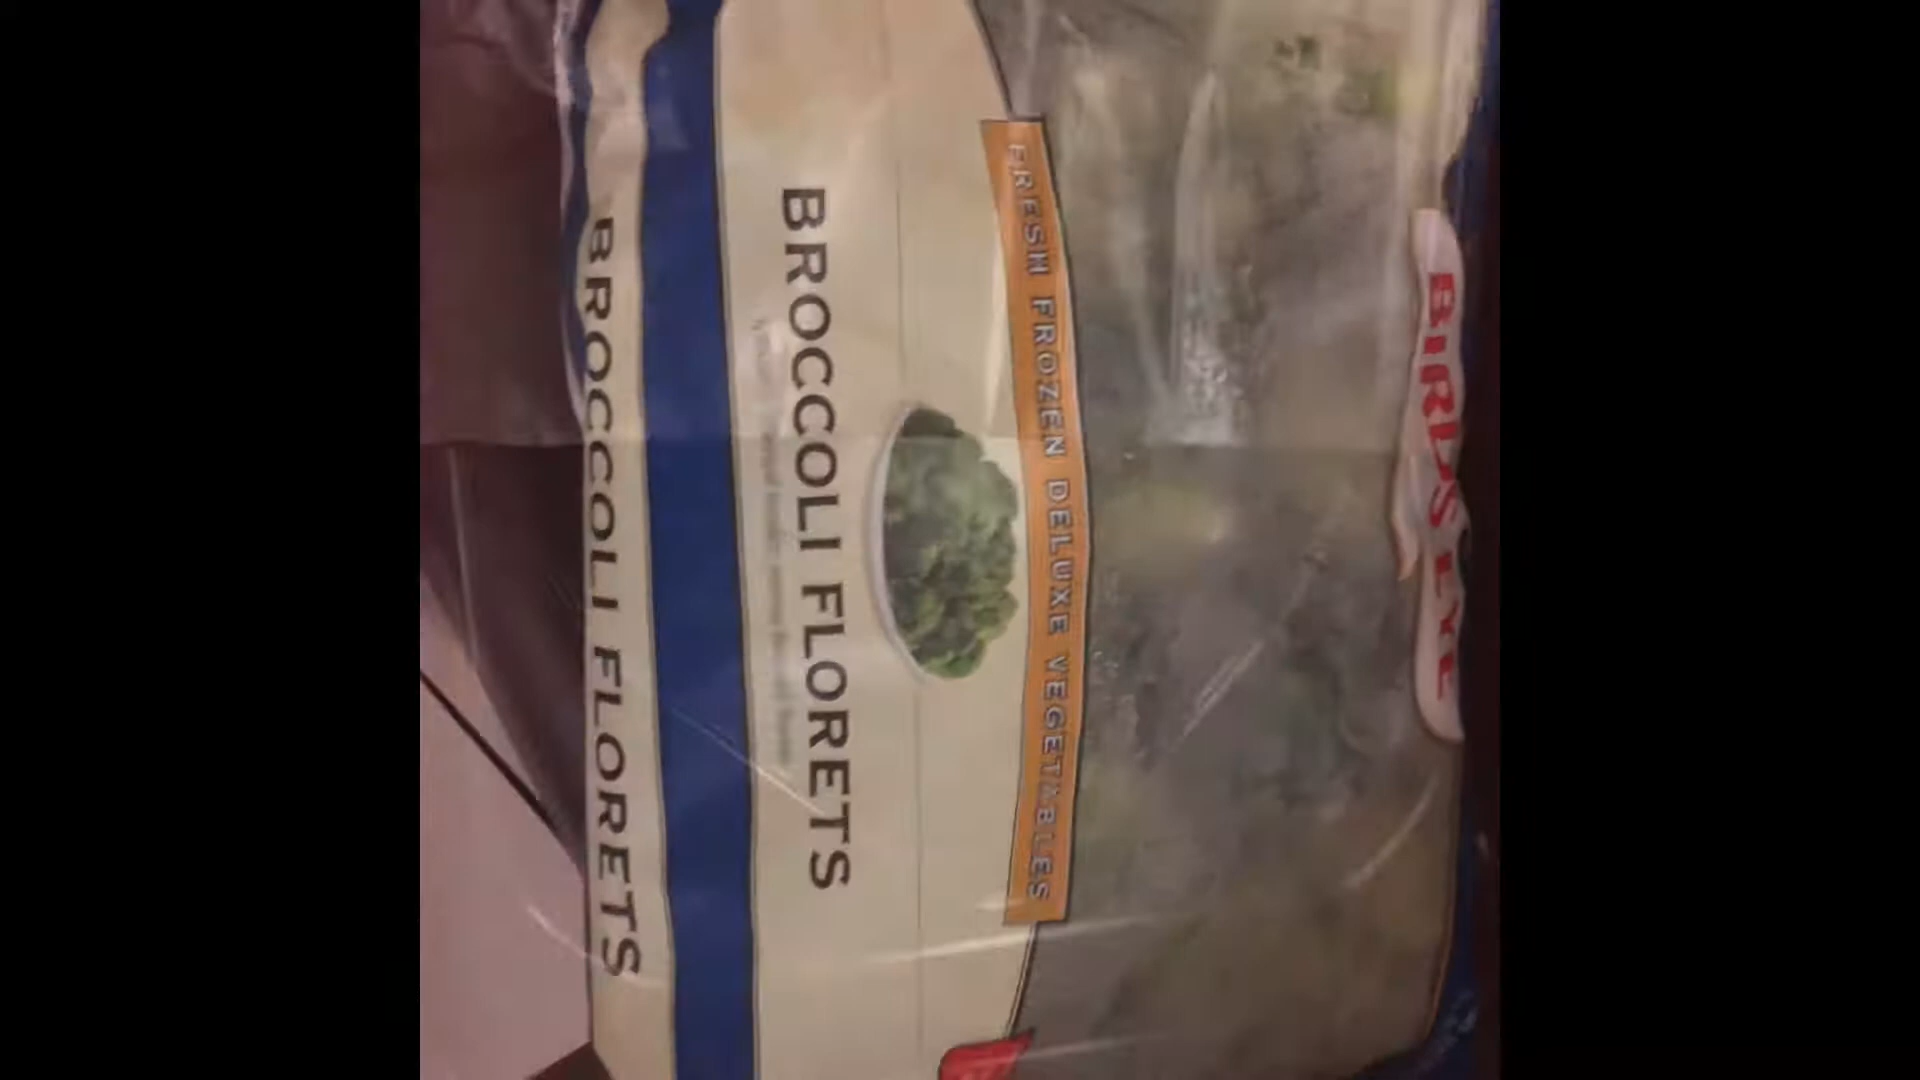 BIRDS EYE
FRESH FROZEN DELUXE VEGETABLES
BROCCOLI FLORETS
BROCCOLI FLORETS